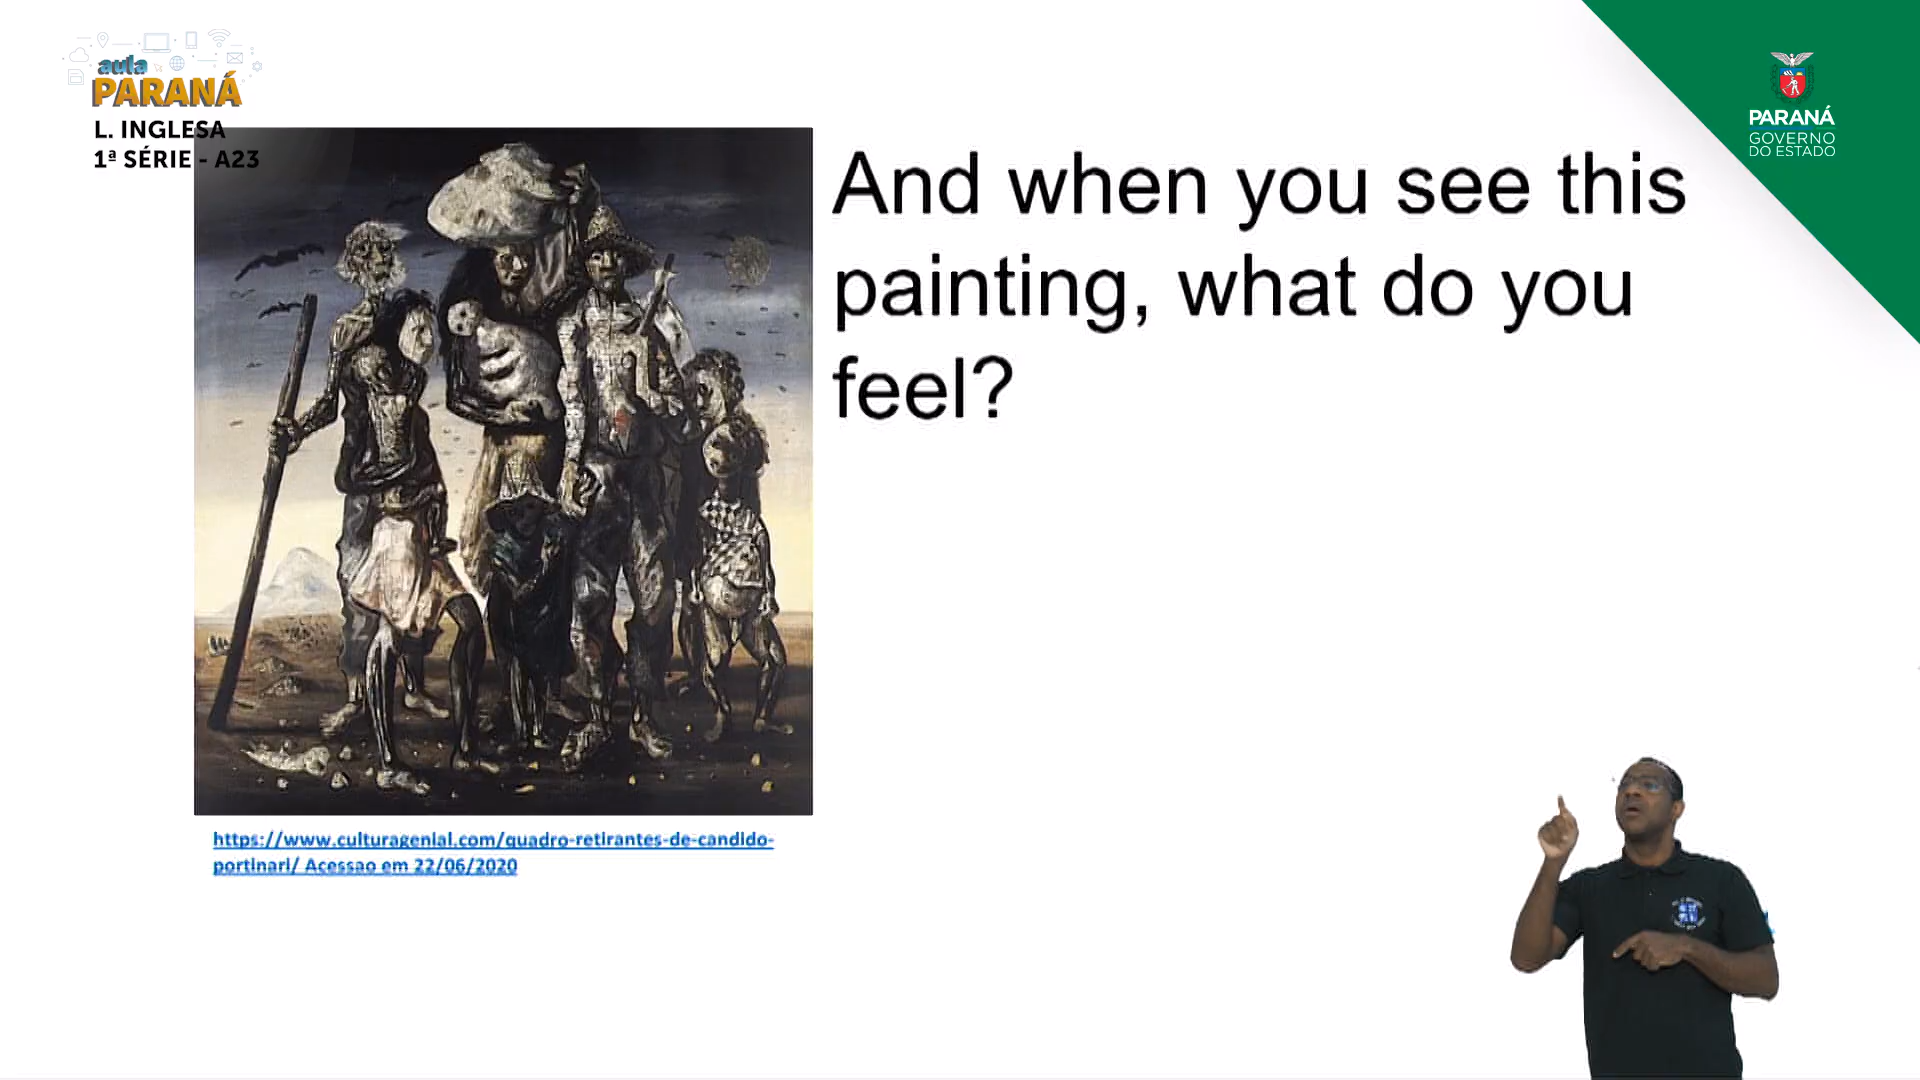 aula
PARANÁ
L. INGLESA
1ª SÉRIE - A23
PARANÁ
GOVERNO
DO ESTADO
And when you see this
painting, what do you
feel?
https://www.culturagenial.com/quadro-retirantes-de-candido-
portinari/ Acessao em 22/06/2020